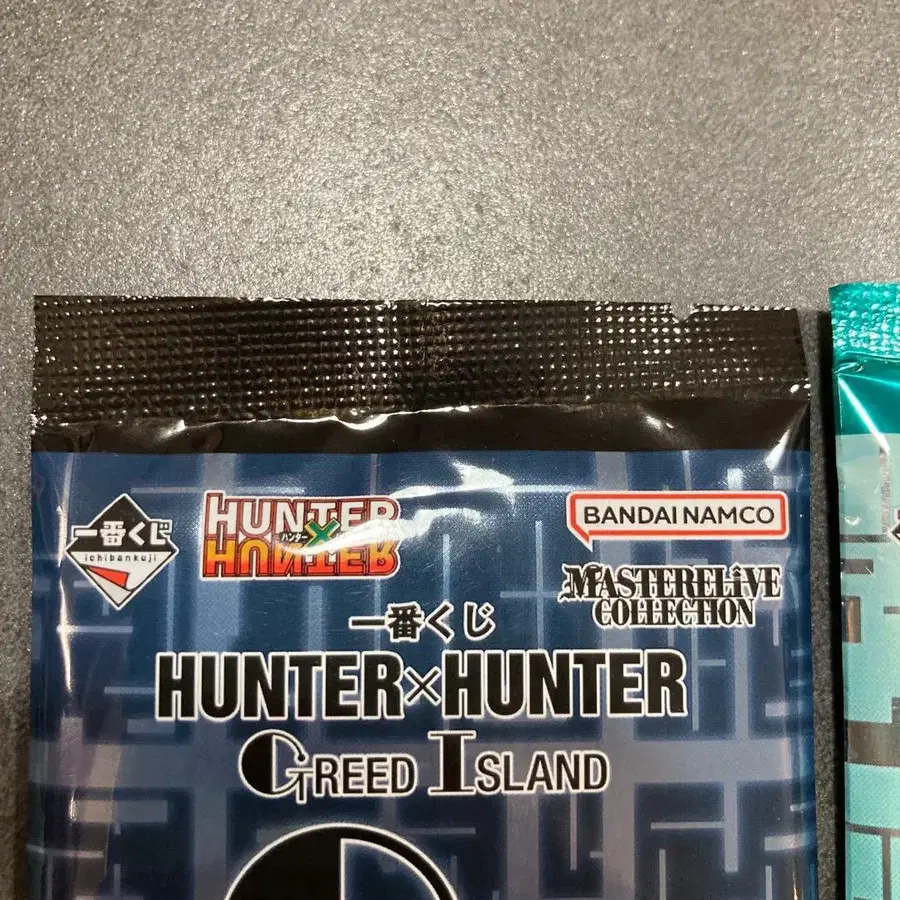 一番くじ
ichibankuji
HUNTER×HUNTER
ハンター
BANDAI NAMCO
MASTERELIVE
COLLECTION
一番くじ
HUNTER×HUNTER
GREED ISLAND